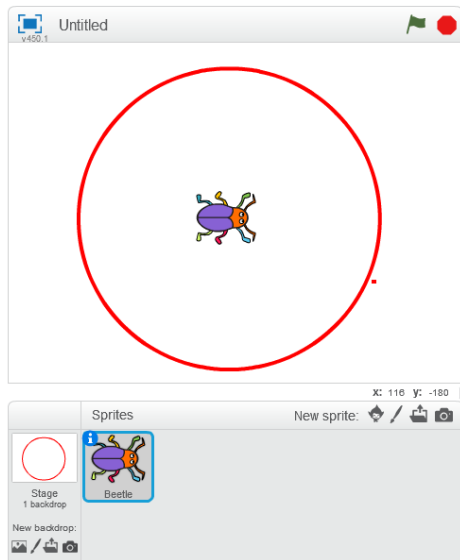 Untitled
v450.1
x: 116 y: -180
Sprites New sprite:
i
Beetle
Stage
1 backdrop
New backdrop: